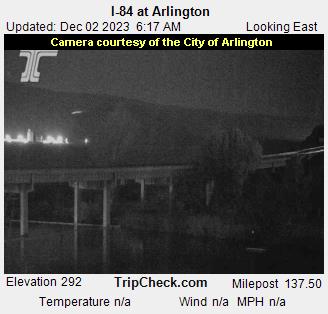 I-84 at Arlington
Updated: Dec 02 2023 6:17 AM Looking East
Camera courtesy of the City of Arlington
Elevation 292 TripCheck.com Milepost 137.50
Temperature n/a Wind n/a MPH n/a